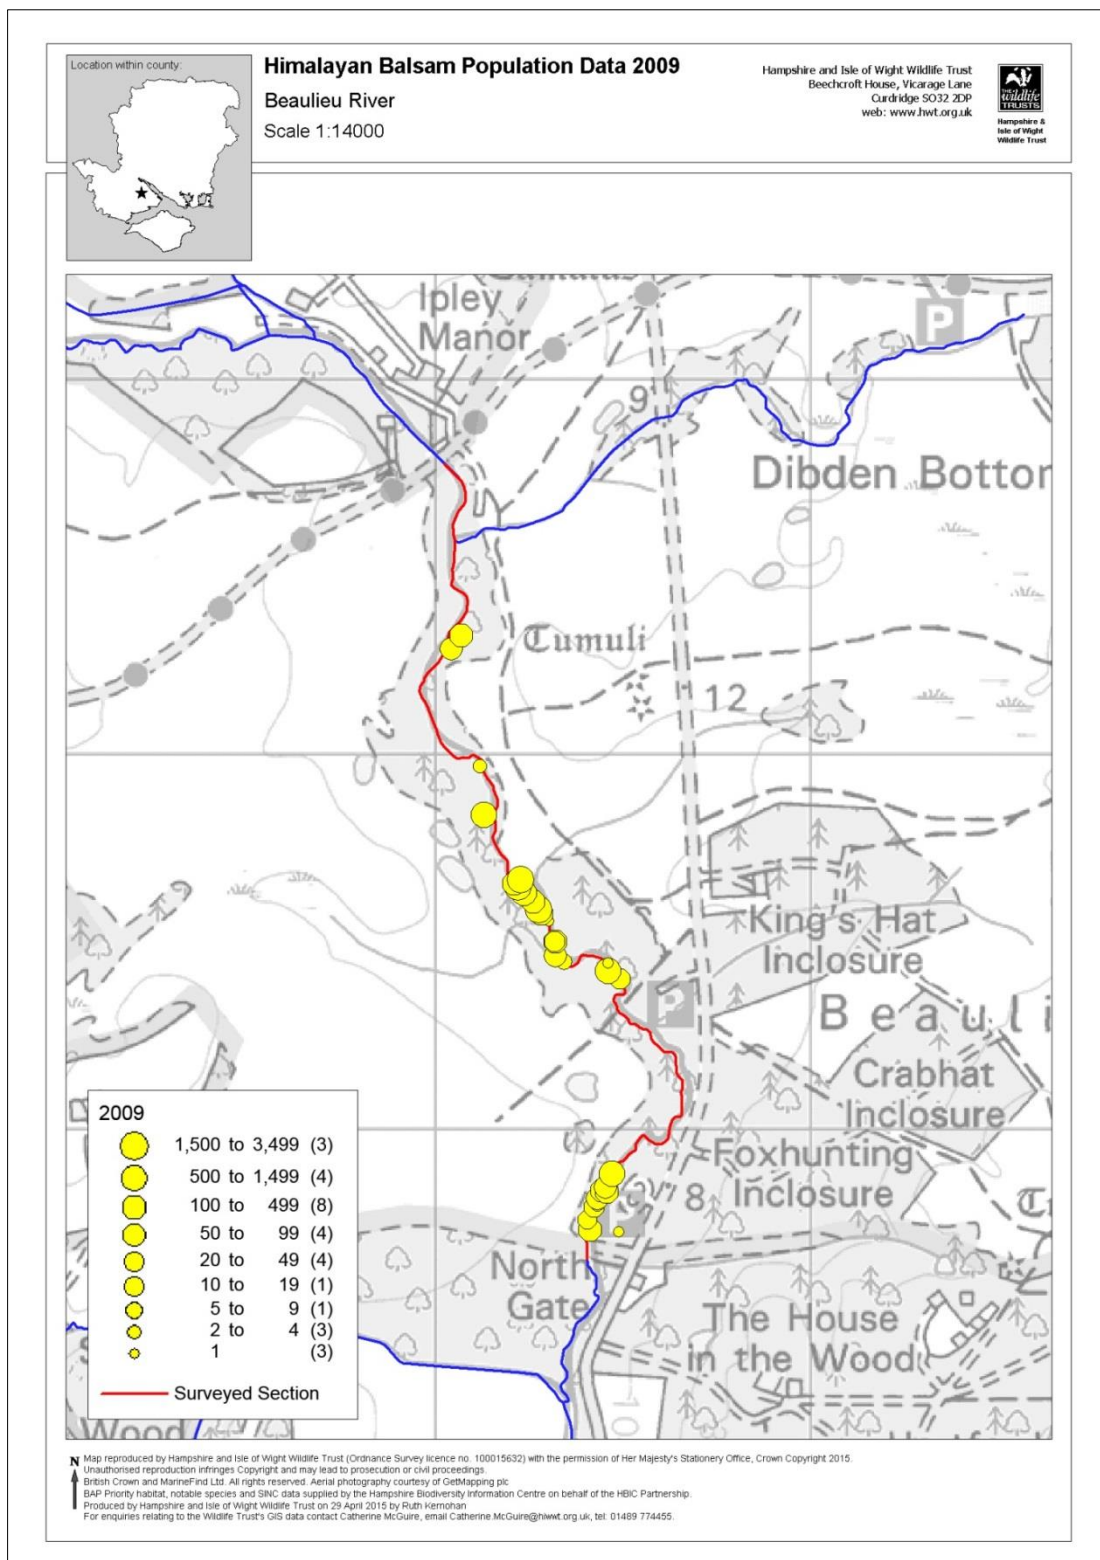 Location within county:
Himalayan Balsam Population Data 2009
Beaulieu River
Scale 1:14000
Hampshire and Isle of Wight Wildlife Trust
Beechcroft House, Vicarage Lane
Curdridge SO32 2DP
web: www.hwt.org.uk
THE
wildlife
TRUSTS
Hampshire &
Isle of Wight
Wildlife Trust
Ipley
Manor
P
9
Dibden Bottor
Tumuli
12
King's Hat
Inclosure
P
Beauli
Crabhat
Inclosure
Foxhunting
Inclosure
8
P
North
Gate
The House
in the Wood
10
Wood
2009
1,500 to 3,499 (3)
500 to 1,499 (4)
100 to 499 (8)
50 to 99 (4)
20 to 49 (4)
10 to 19 (1)
5 to 9 (1)
2 to 4 (3)
1 (3)
Surveyed Section
N
Map reproduced by Hampshire and Isle of Wight Wildlife Trust (Ordnance Survey licence no. 100015632) with the permission of Her Majesty's Stationery Office, Crown Copyright 2015.
Unauthorised reproduction infringes Copyright and may lead to prosecution or civil proceedings.
British Crown and MarineFind Ltd. All rights reserved. Aerial photography courtesy of GetMapping plc
BAP Priority habitat, notable species and SINC data supplied by the Hampshire Biodiversity Information Centre on behalf of the HBIC Partnership.
Produced by Hampshire and Isle of Wight Wildlife Trust on 29 April 2015 by Ruth Kernohan
For enquiries relating to the Wildlife Trust's GIS data contact Catherine McGuire, email Catherine.McGuire@hiwwt.org.uk, tel: 01489 774455.